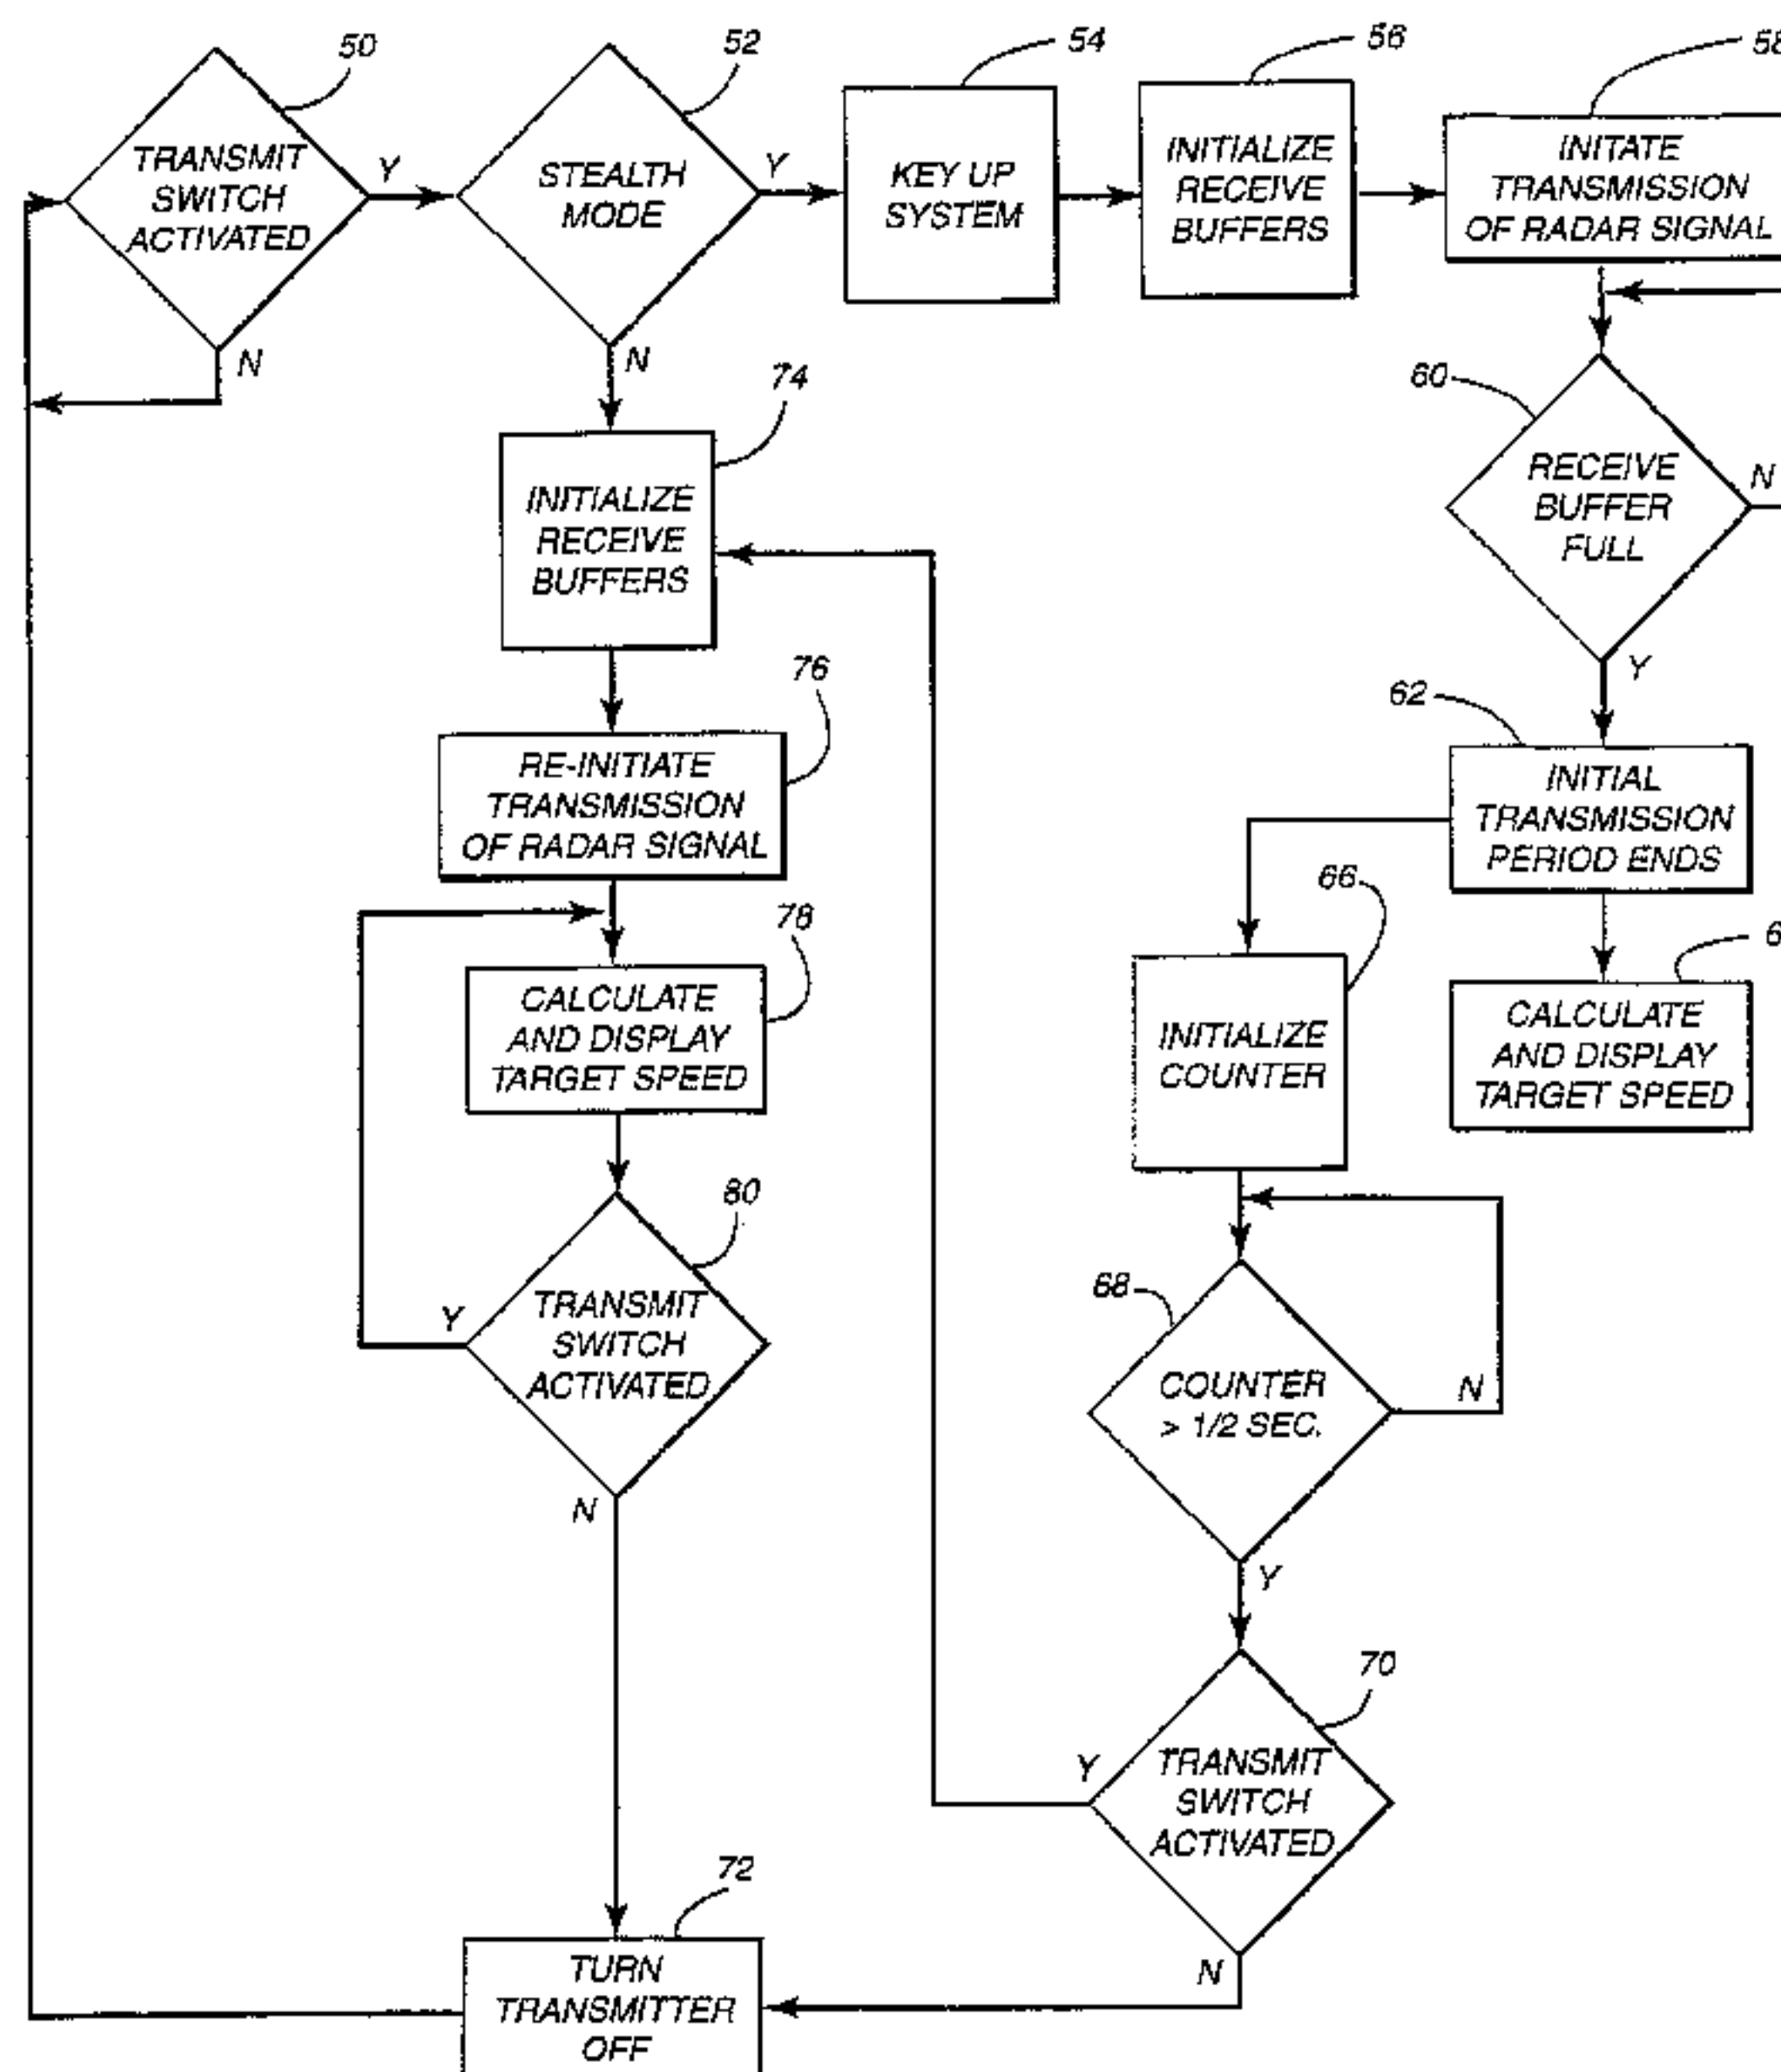 50
52
54
56
58
TRANSMIT
SWITCH
ACTIVATED
Y
N
STEALTH
MODE
Y
N
KEY UP
SYSTEM
INITIALIZE
RECEIVE
BUFFERS
INITATE
TRANSMISSION
OF RADAR SIGNAL
60
RECEIVE
BUFFER
FULL
N
Y
74
INITIALIZE
RECEIVE
BUFFERS
76
RE-INITIATE
TRANSMISSION
OF RADAR SIGNAL
62
INITIAL
TRANSMISSION
PERIOD ENDS
66
INITIALIZE
COUNTER
6
CALCULATE
AND DISPLAY
TARGET SPEED
78
CALCULATE
AND DISPLAY
TARGET SPEED
80
TRANSMIT
SWITCH
ACTIVATED
Y
N
68
COUNTER
> 1/2 SEC.
N
Y
70
TRANSMIT
SWITCH
ACTIVATED
Y
N
72
TURN
TRANSMITTER
OFF